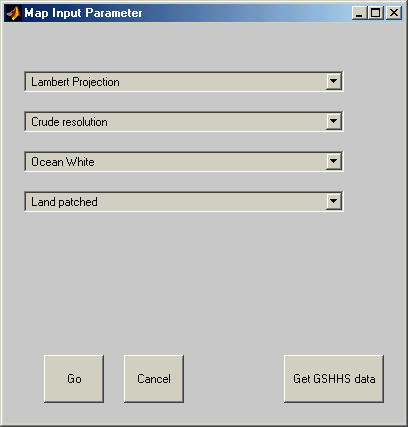 Map Input Parameter
Lambert Projection
Crude resolution
Ocean White
Land patched
Go
Cancel
Get GSHHS data